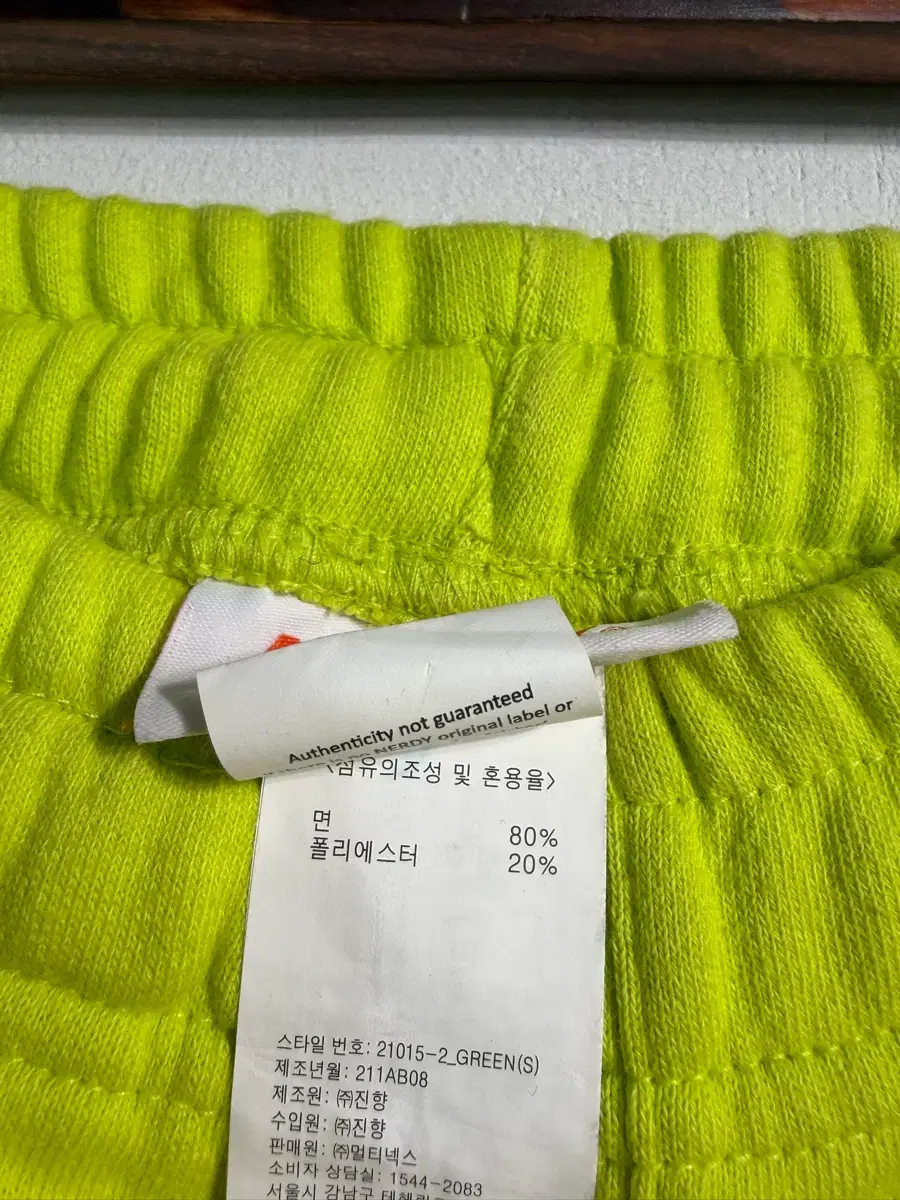 Authenticity not guaranteed
NERDY original label or
섬유의조성 및 혼용율>
면 80%
폴리에스터 20%
스타일 번호: 21015-2_GREEN(S)
제조년월: 211AB08
제조원: ㈜진향
수입원: ㈜진향
판매원: ㈜멀티넥스
소비자 상담실: 1544-2083
서울시 강남구